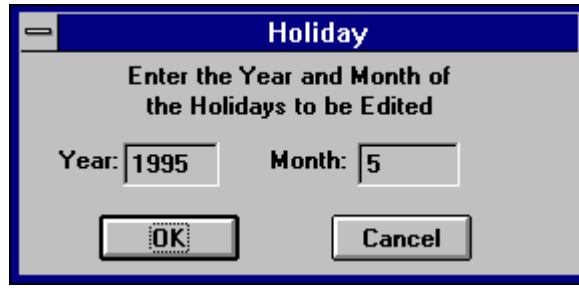 Holiday
Enter the Year and Month of
the Holidays to be Edited
Year: 1995 Month: 5
OK Cancel